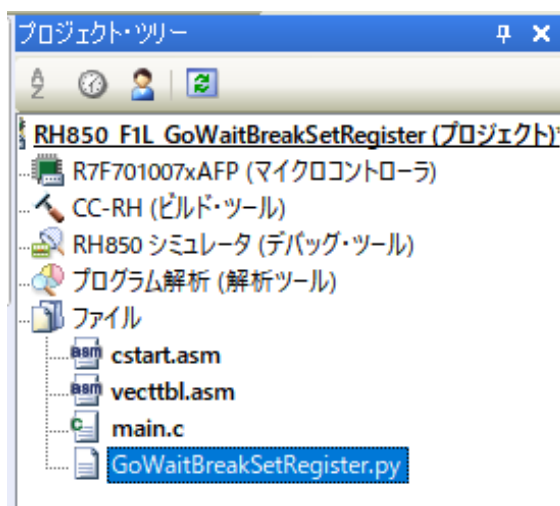 プロジェクト・ツリー
RH850_F1L_GoWaitBreakSetRegister (プロジェクト)*
R7F701007xAFP (マイクロコントローラ)
CC-RH (ビルド・ツール)
RH850 シミュレータ (デバッグ・ツール)
プログラム解析 (解析ツール)
ファイル
asm cstart.asm
asm vecttbl.asm
c main.c
GoWaitBreakSetRegister.py